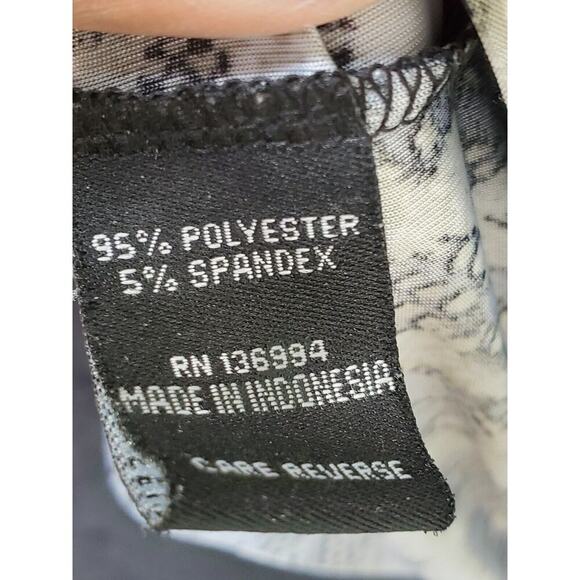 95% POLYESTER
5% SPANDEX
RN 136994
MADE IN INDONESIA
CARE REVERSE